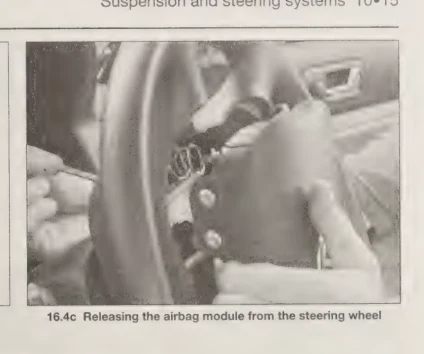 Suspension and steering systems 10•15
16.4c Releasing the airbag module from the steering wheel